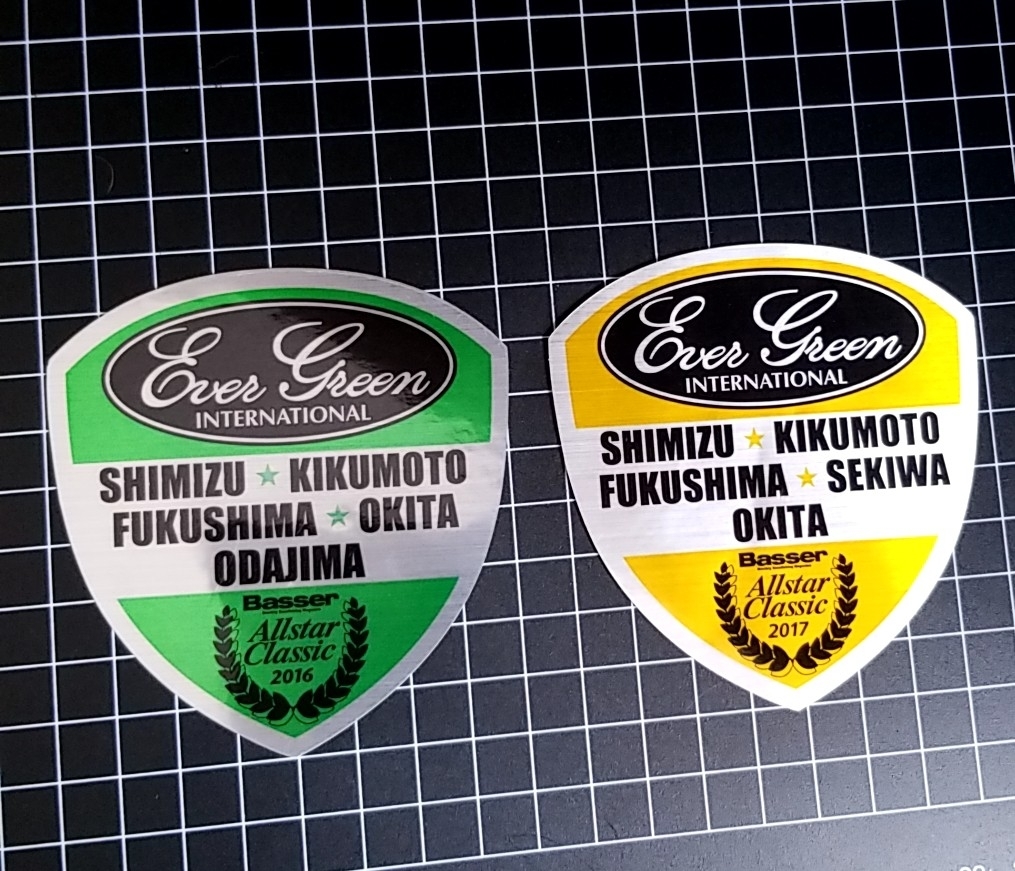 Ever Green
INTERNATIONAL
SHIMIZU ★ KIKUMOTO
FUKUSHIMA ★ OKITA
ODAJIMA
Basser
Allstar
Classic
2016
Ever Green
INTERNATIONAL
SHIMIZU ★ KIKUMOTO
FUKUSHIMA ★ SEKIWA
OKITA
Basser
Allstar
Classic
2017